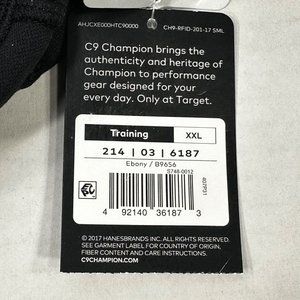 AHJCXE000HTC90000 CH9-RFID-201-17 SML
C9 Champion brings the
authenticity and heritage of
Champion to performance
gear designed for your
every day. Only at Target.
Training XXL
214 | 03 | 6187
Ebony / B96S6
S748-0012
4 92140 36187 3
© 2017 HANESBRANDS INC. ALL RIGHTS RESERVED.
SEE GARMENT LABEL FOR COUNTRY OF ORIGIN,
FIBER CONTENT AND CARE INSTRUCTIONS.
C9CHAMPION.COM